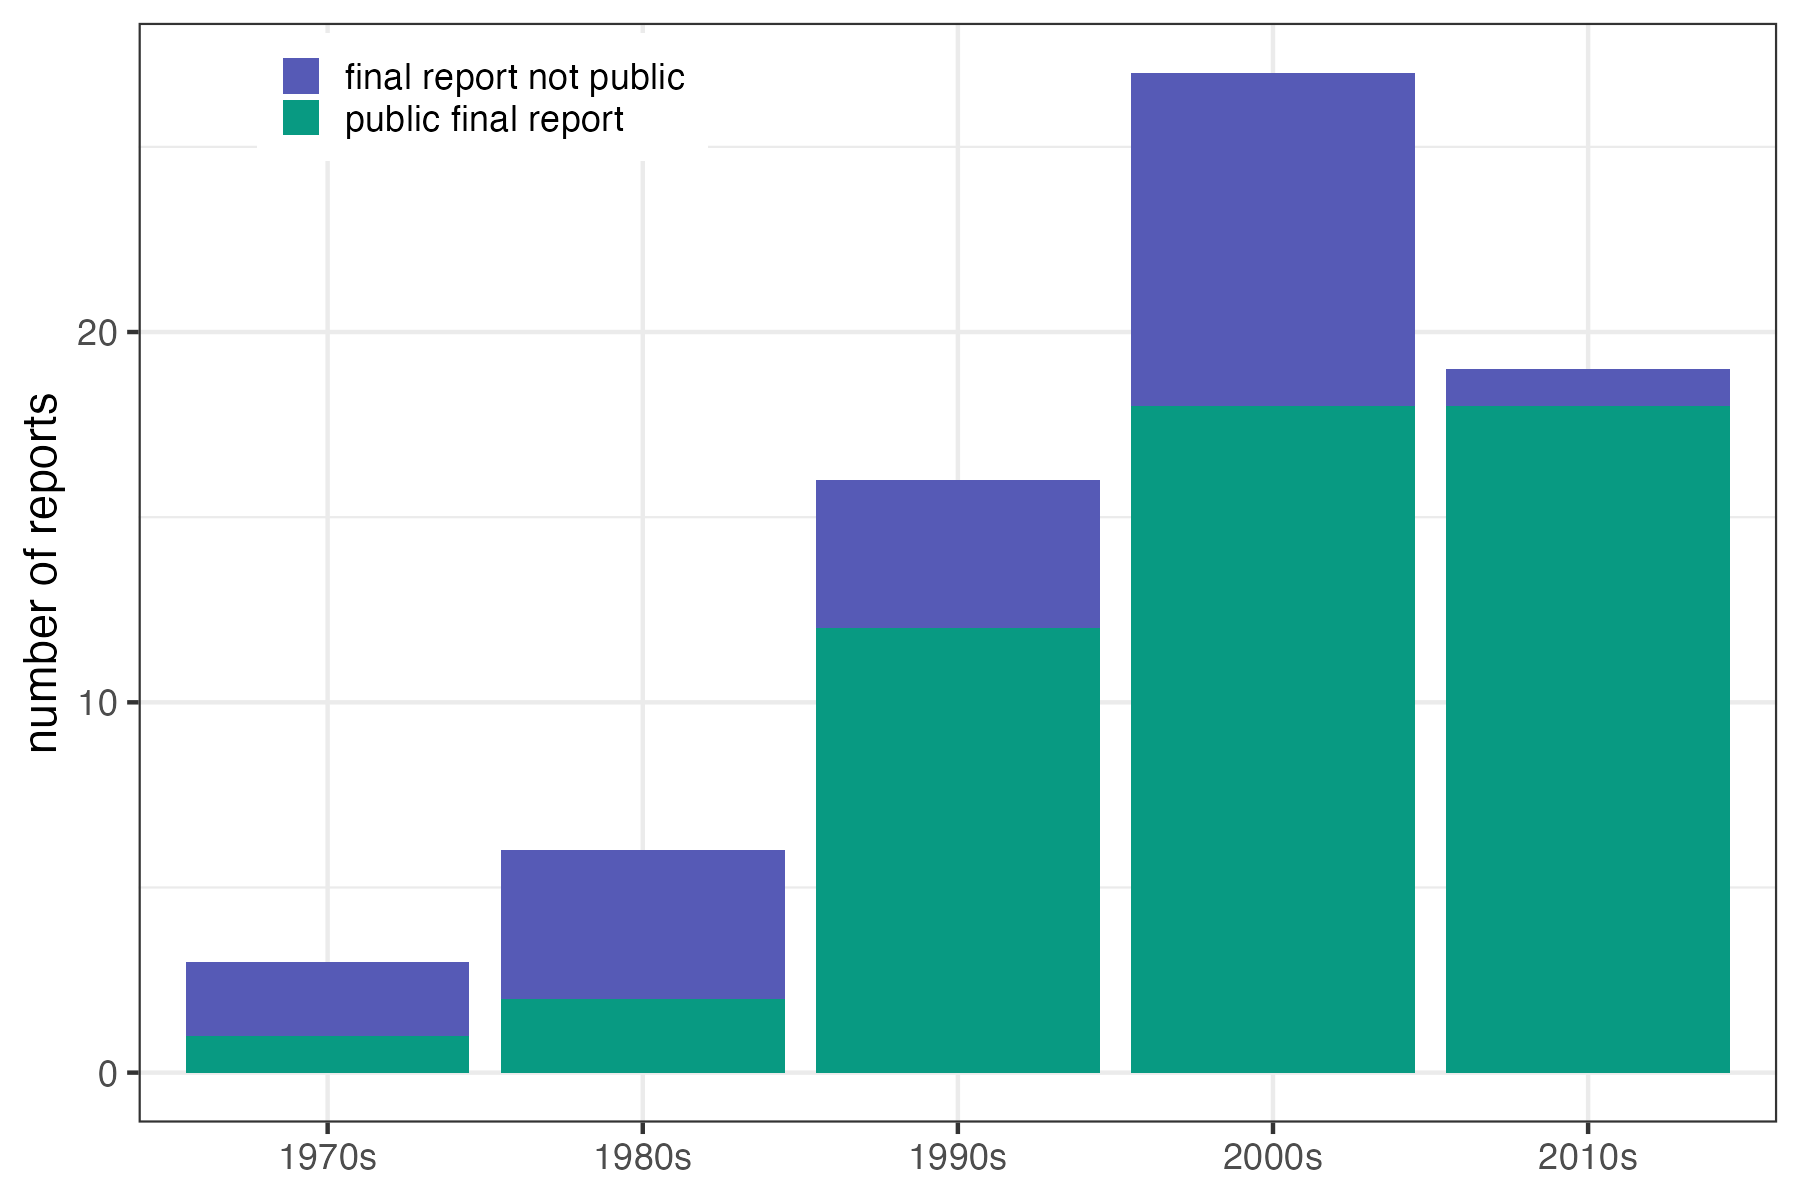 final report not public
public final report
number of reports
20
10
0
1970s
1980s
1990s
2000s
2010s